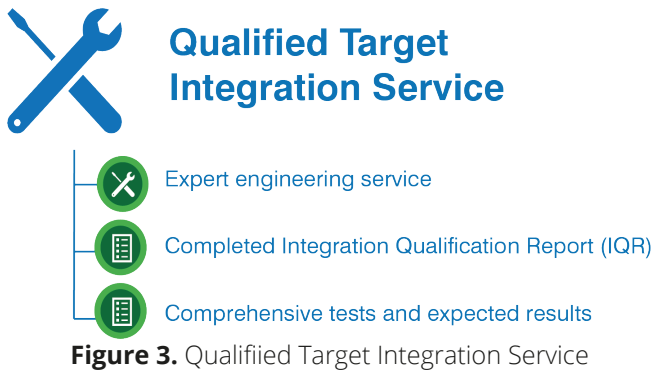 Qualified Target
Integration Service
Expert engineering service
Completed Integration Qualification Report (IQR)
Comprehensive tests and expected results
Figure 3. Qualifiied Target Integration Service